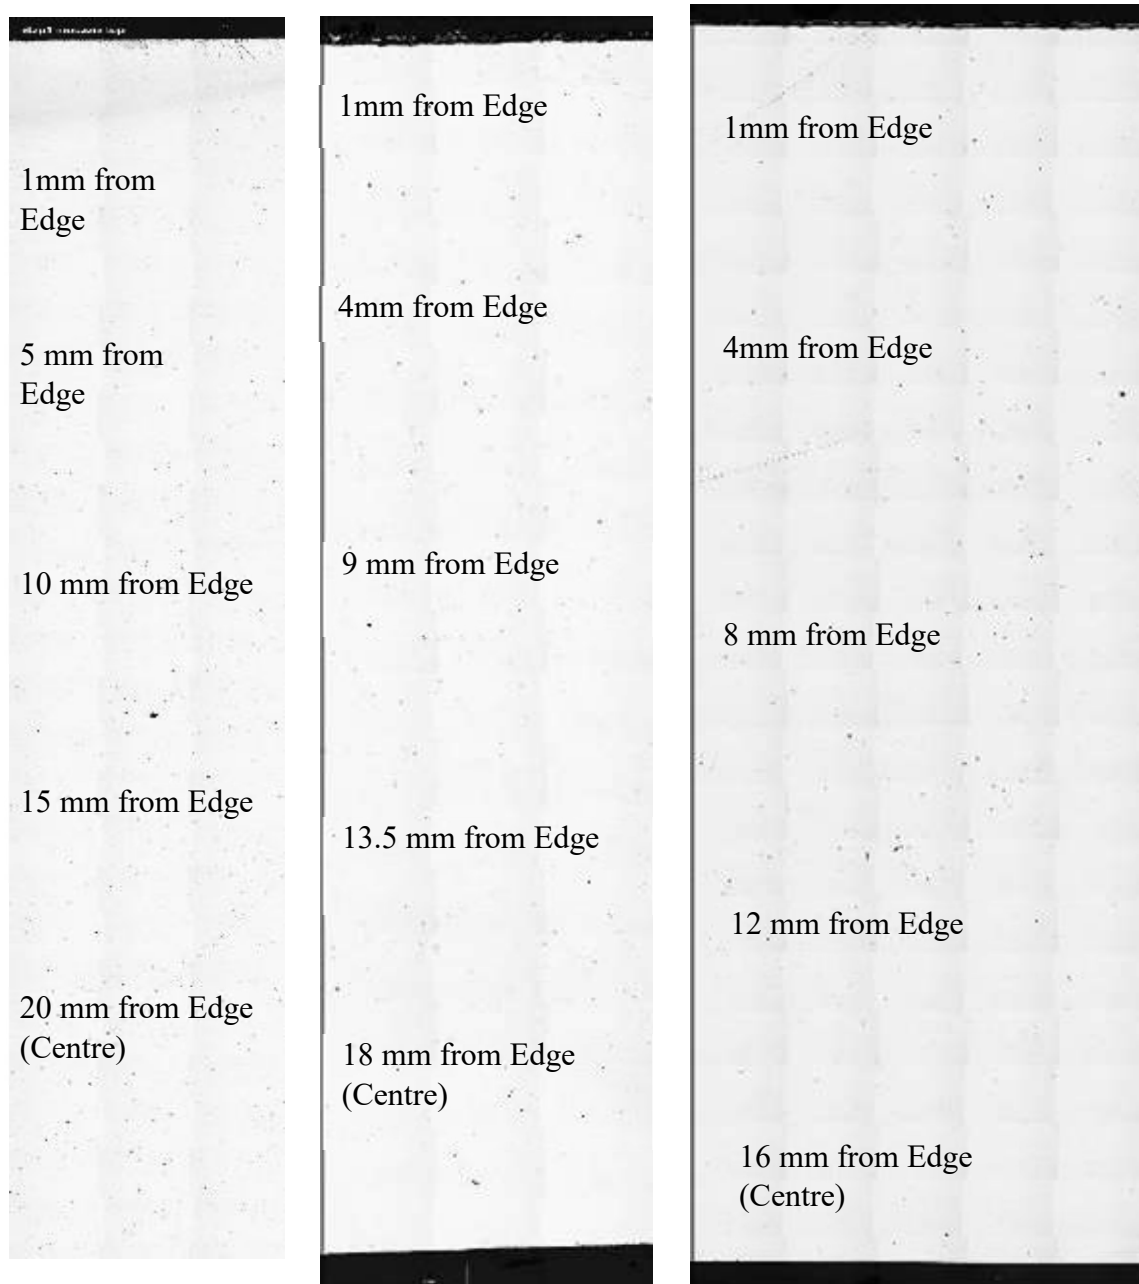 1mm from
Edge
5 mm from
Edge
10 mm from Edge
15 mm from Edge
20 mm from Edge
(Centre)
1mm from Edge
4mm from Edge
9 mm from Edge
13.5 mm from Edge
18 mm from Edge
(Centre)
1mm from Edge
4mm from Edge
8 mm from Edge
12 mm from Edge
16 mm from Edge
(Centre)